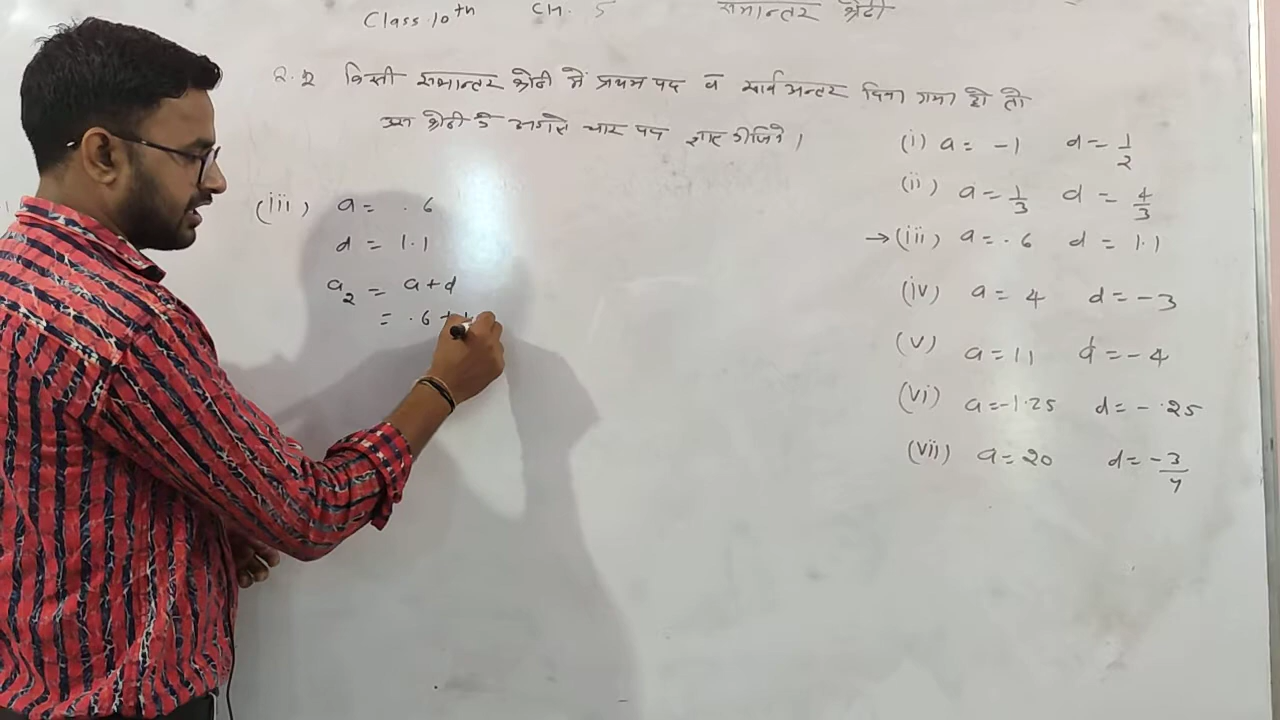 Class 10th CH. 5 समान्तर श्रेढी
Q.2 किसी समान्तर श्रेढी में प्रथम पद व सार्वअन्तर दिया गया हो तो
उस श्रेढी के अगले चार पद ज्ञात कीजिये।
(iii) a = .6
d = 1.1
a₂ = a+d
= .6 +
(i) a = -1 d = 1/2
(ii) a = 1/3 d = 4/3
→(iii) a = .6 d = 1.1
(iv) a = 4 d = -3
(v) a = 11 d = -4
(vi) a = -1.25 d = -.25
(vii) a = 20 d = -3/4